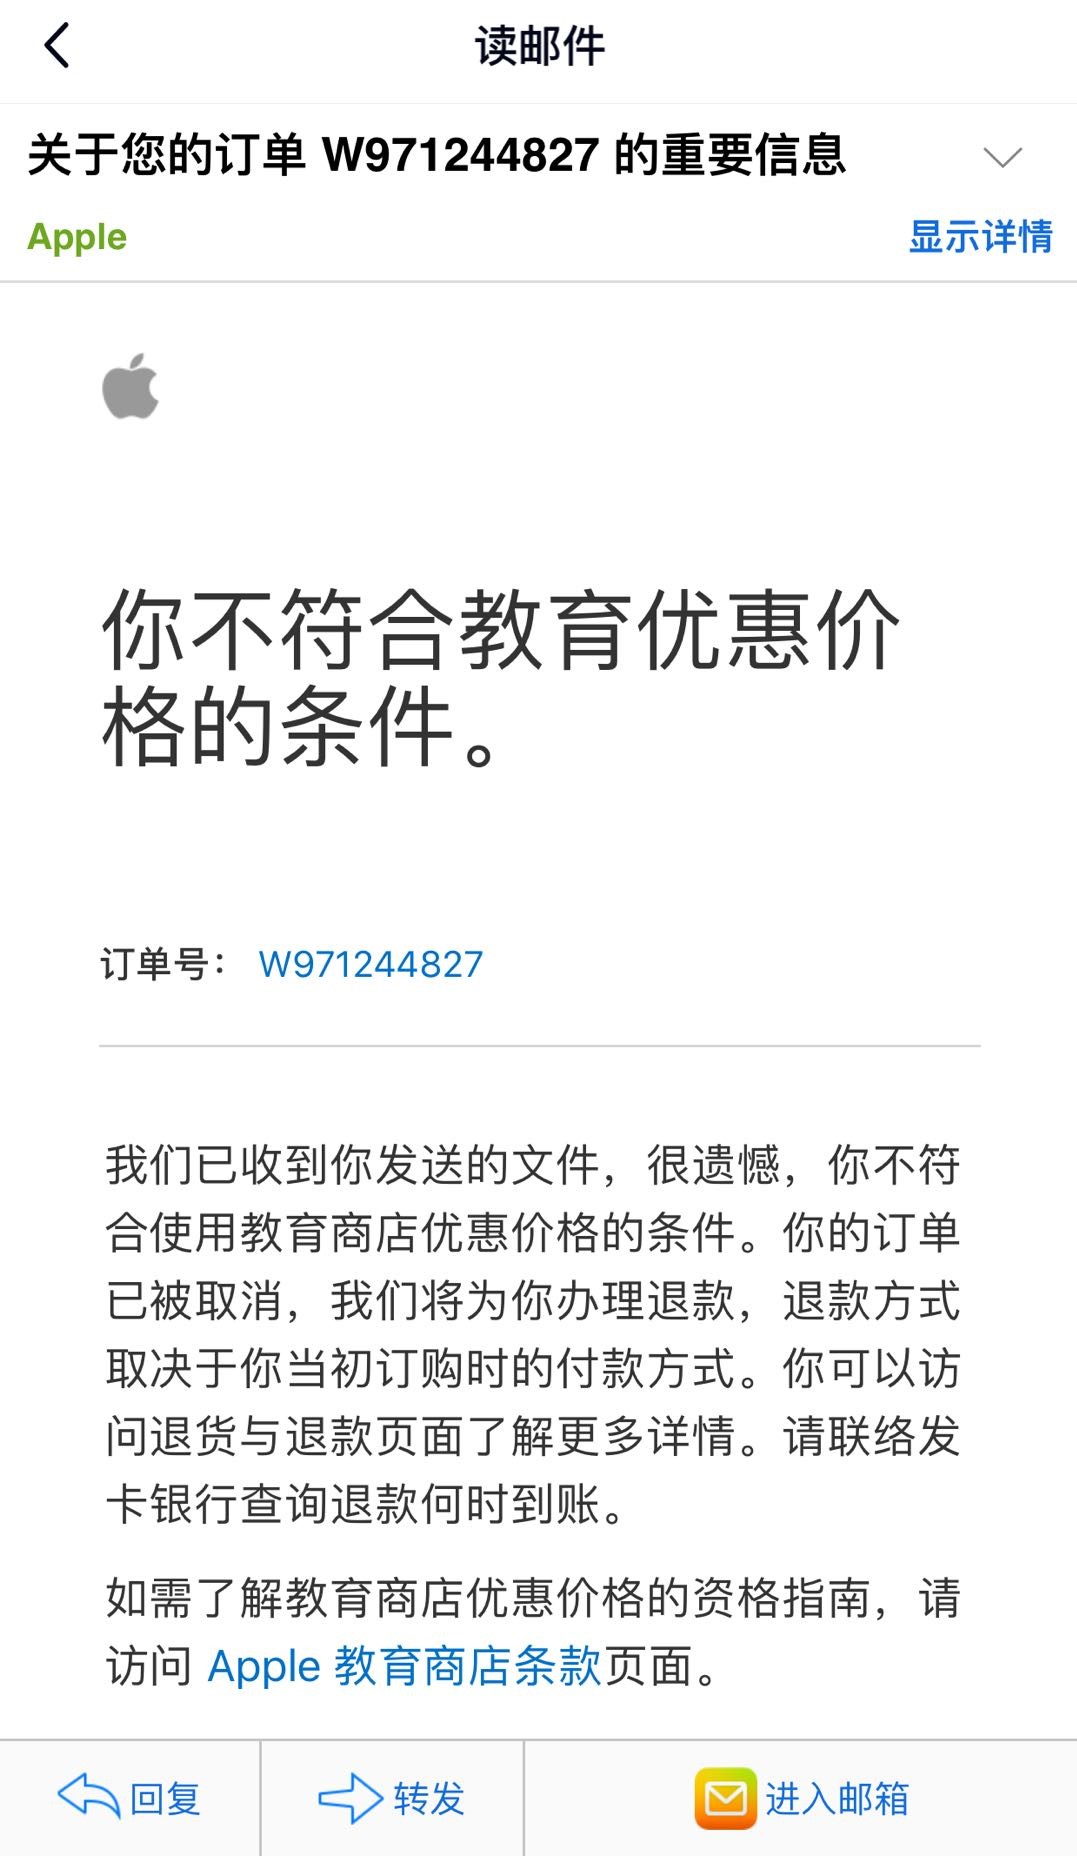 读邮件
关于您的订单 W971244827 的重要信息
Apple
显示详情
你不符合教育优惠价
格的条件。
订单号： W971244827
我们已收到你发送的文件，很遗憾，你不符
合使用教育商店优惠价格的条件。你的订单
已被取消，我们将为你办理退款，退款方式
取决于你当初订购时的付款方式。你可以访
问退货与退款页面了解更多详情。请联络发
卡银行查询退款何时到账。
如需了解教育商店优惠价格的资格指南，请
访问 Apple 教育商店条款页面。
回复
转发
进入邮箱